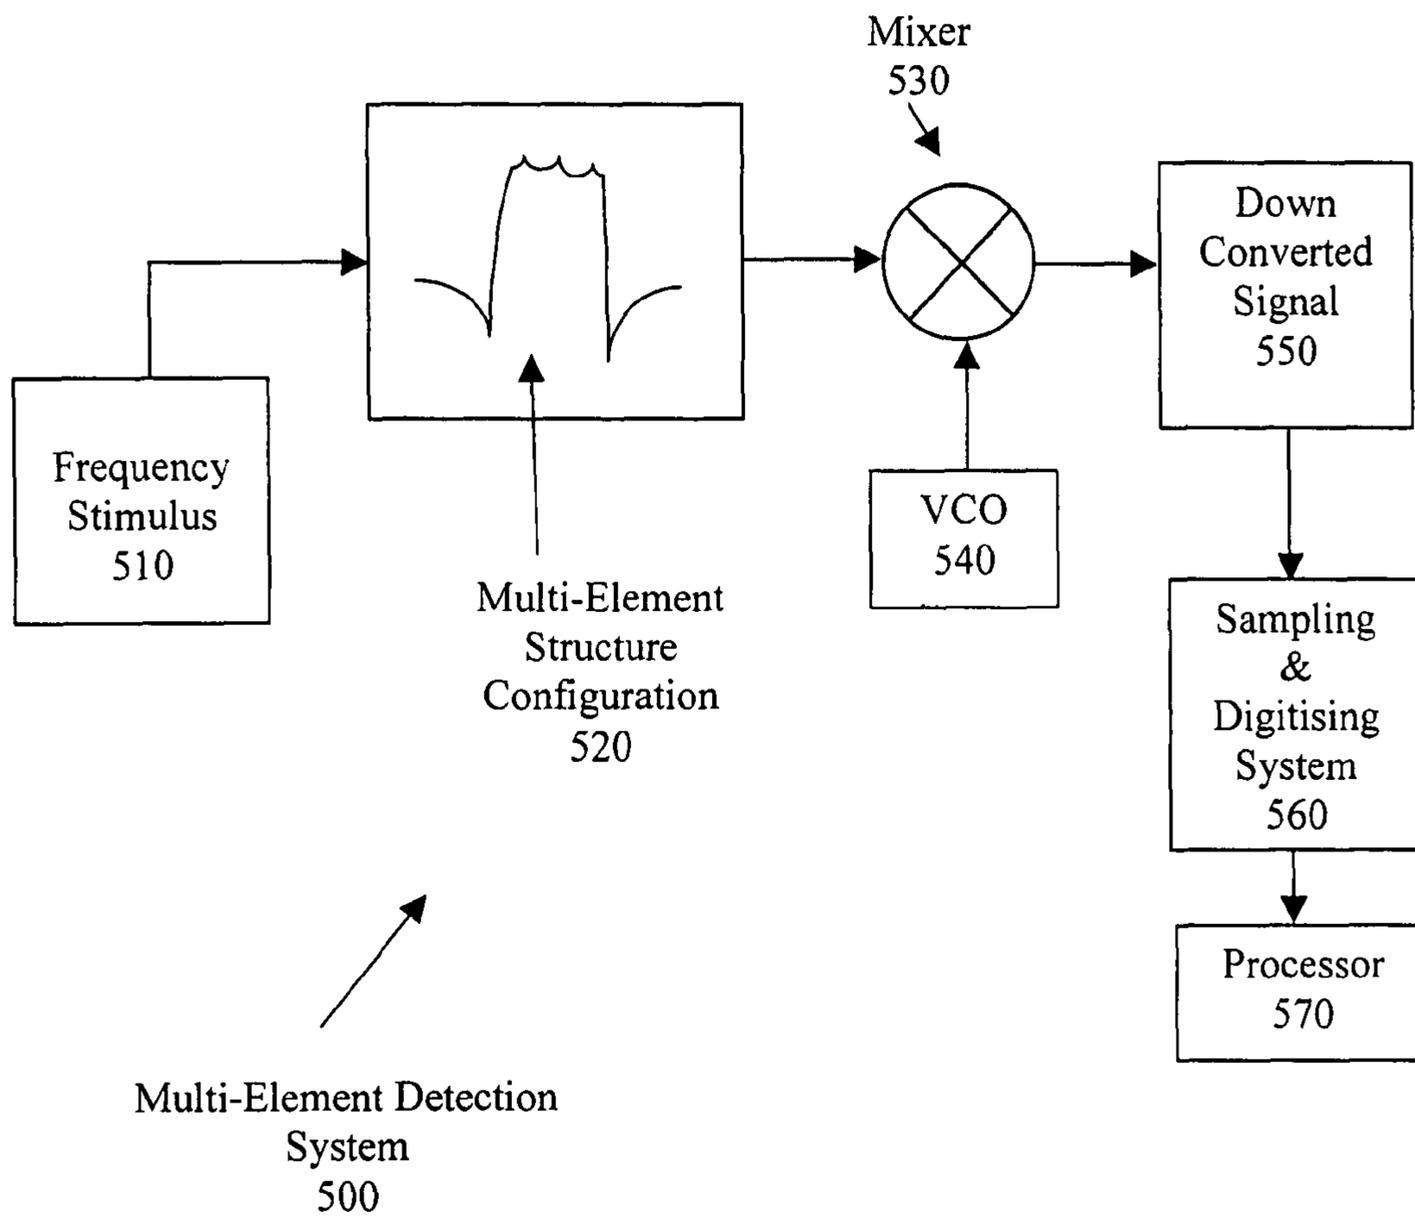 Mixer
530
Down
Converted
Signal
550
Frequency
Stimulus
510
VCO
540
Multi-Element
Structure
Configuration
520
Sampling
&
Digitising
System
560
Processor
570
Multi-Element Detection
System
500